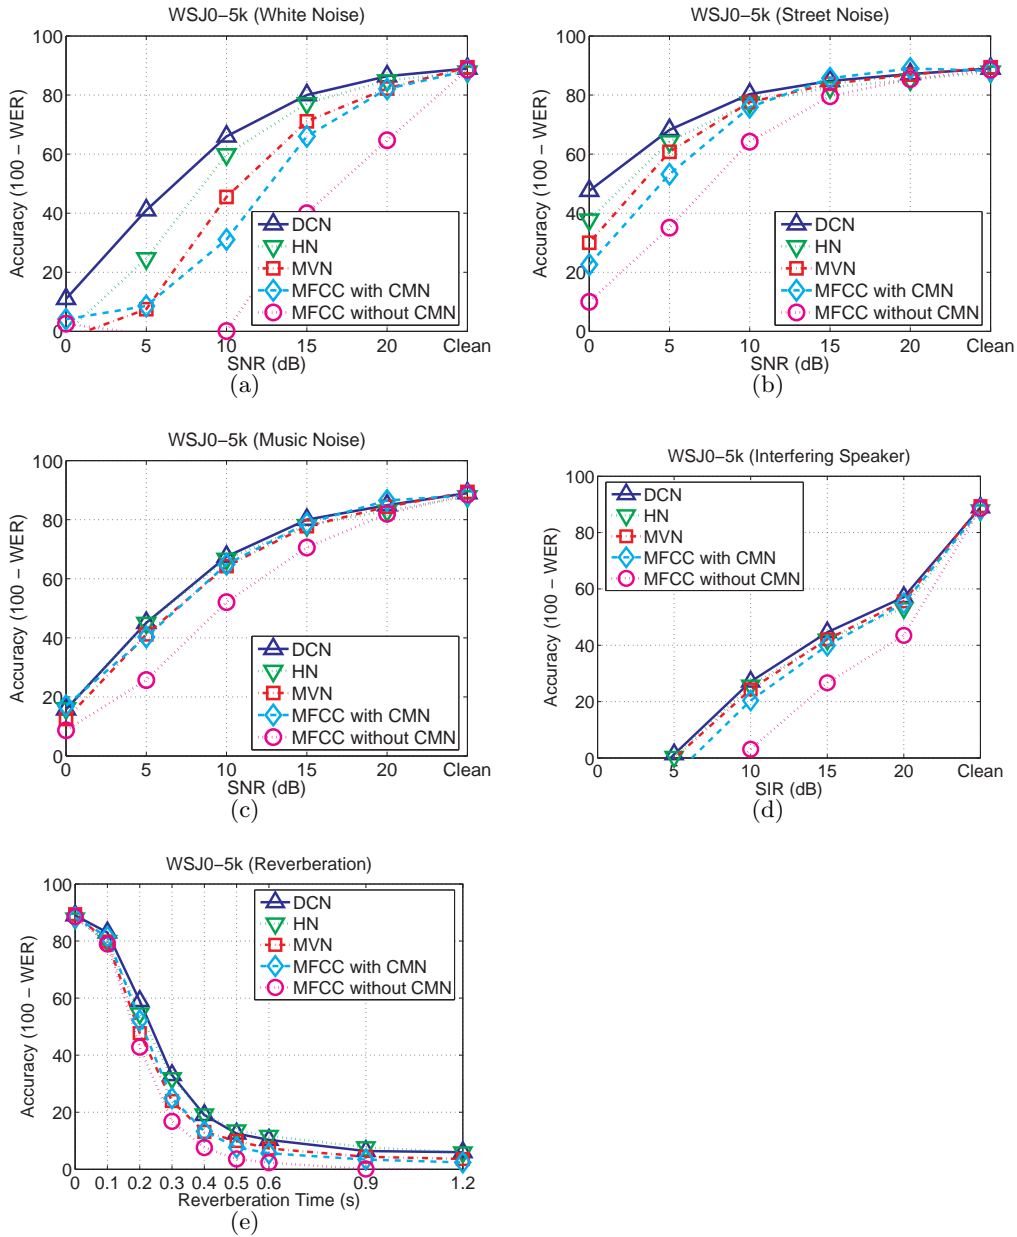 WSJ0−5k (White Noise)
Accuracy (100 − WER)
100
80
60
40
20
0
0 5 10 15 20 Clean
SNR (dB)
DCN
HN
MVN
MFCC with CMN
MFCC without CMN
(a)
WSJ0−5k (Street Noise)
Accuracy (100 − WER)
100
80
60
40
20
0
0 5 10 15 20 Clean
SNR (dB)
DCN
HN
MVN
MFCC with CMN
MFCC without CMN
(b)
WSJ0−5k (Music Noise)
Accuracy (100 − WER)
100
80
60
40
20
0
0 5 10 15 20 Clean
SNR (dB)
DCN
HN
MVN
MFCC with CMN
MFCC without CMN
(c)
WSJ0−5k (Interfering Speaker)
Accuracy (100 − WER)
100
80
60
40
20
0
0 5 10 15 20 Clean
SIR (dB)
DCN
HN
MVN
MFCC with CMN
MFCC without CMN
(d)
WSJ0−5k (Reverberation)
Accuracy (100 − WER)
100
80
60
40
20
0
0 0.1 0.2 0.3 0.4 0.5 0.6 0.9 1.2
Reverberation Time (s)
DCN
HN
MVN
MFCC with CMN
MFCC without CMN
(e)